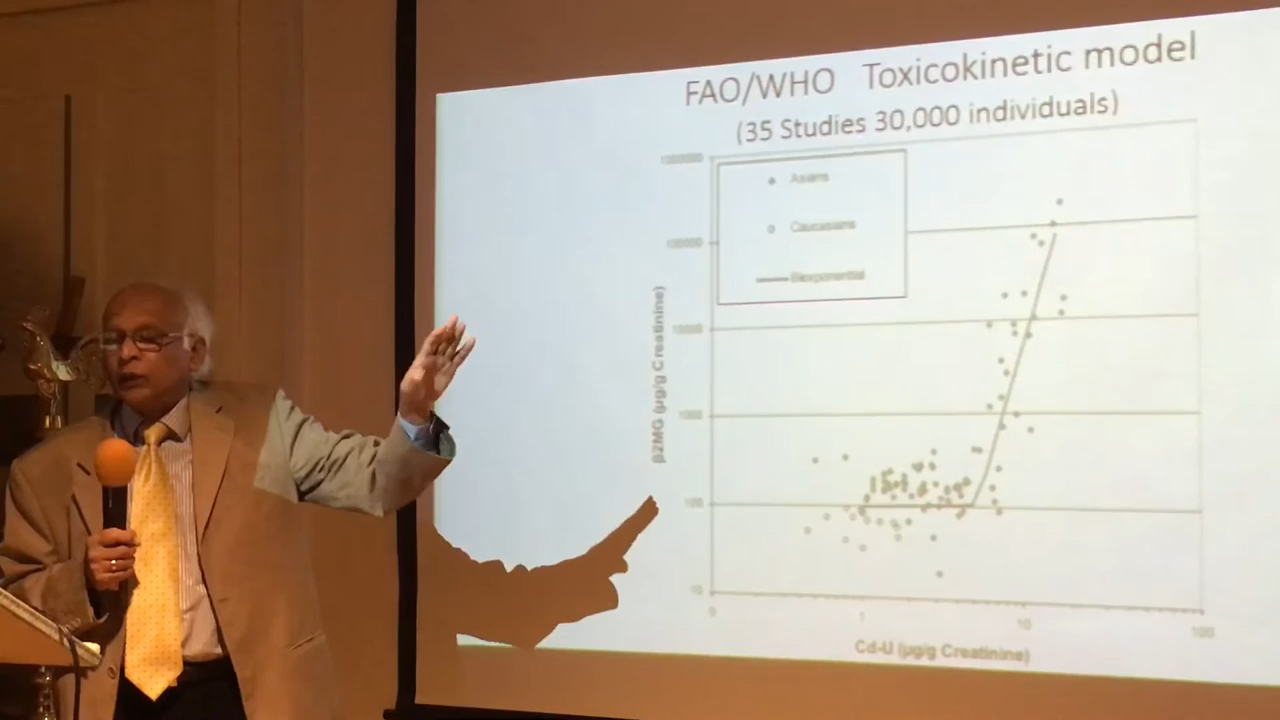 FAO/WHO Toxicokinetic model
(35 Studies 30,000 individuals)
1000000
Asians
100000
Caucasians
Biexponential
10000
β2MG (µg/g Creatinine)
1000
100
10
0 1 10 100
Cd-U (µg/g Creatinine)